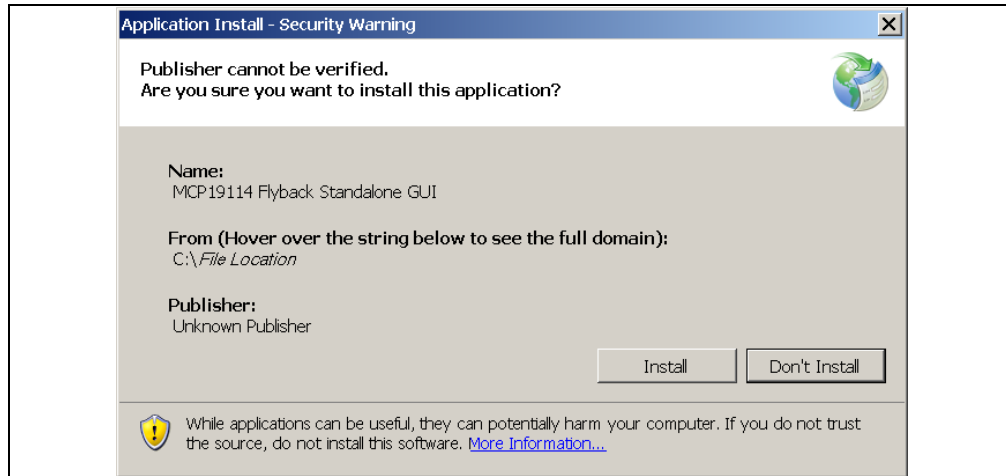 Application Install - Security Warning
Publisher cannot be verified.
Are you sure you want to install this application?
Name:
MCP19114 Flyback Standalone GUI
From (Hover over the string below to see the full domain):
C:\File Location
Publisher:
Unknown Publisher
Install
Don't Install
While applications can be useful, they can potentially harm your computer. If you do not trust
the source, do not install this software. More Information...